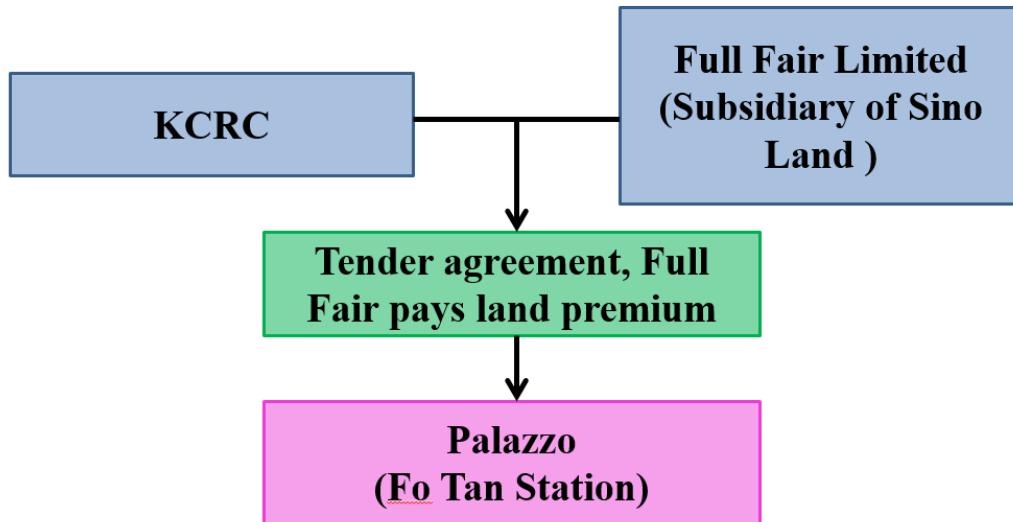 KCRC
Full Fair Limited
(Subsidiary of Sino
Land )
Tender agreement, Full
Fair pays land premium
Palazzo
(Fo Tan Station)